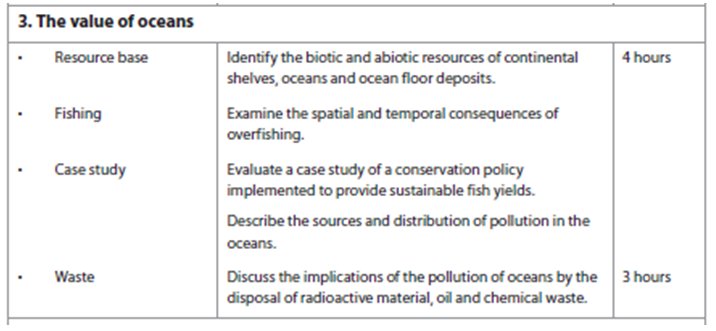 3. The value of oceans
• Resource base Identify the biotic and abiotic resources of continental 4 hours
shelves, oceans and ocean floor deposits.
• Fishing Examine the spatial and temporal consequences of
overfishing.
• Case study Evaluate a case study of a conservation policy
implemented to provide sustainable fish yields.
Describe the sources and distribution of pollution in the
oceans.
• Waste Discuss the implications of the pollution of oceans by the 3 hours
disposal of radioactive material, oil and chemical waste.